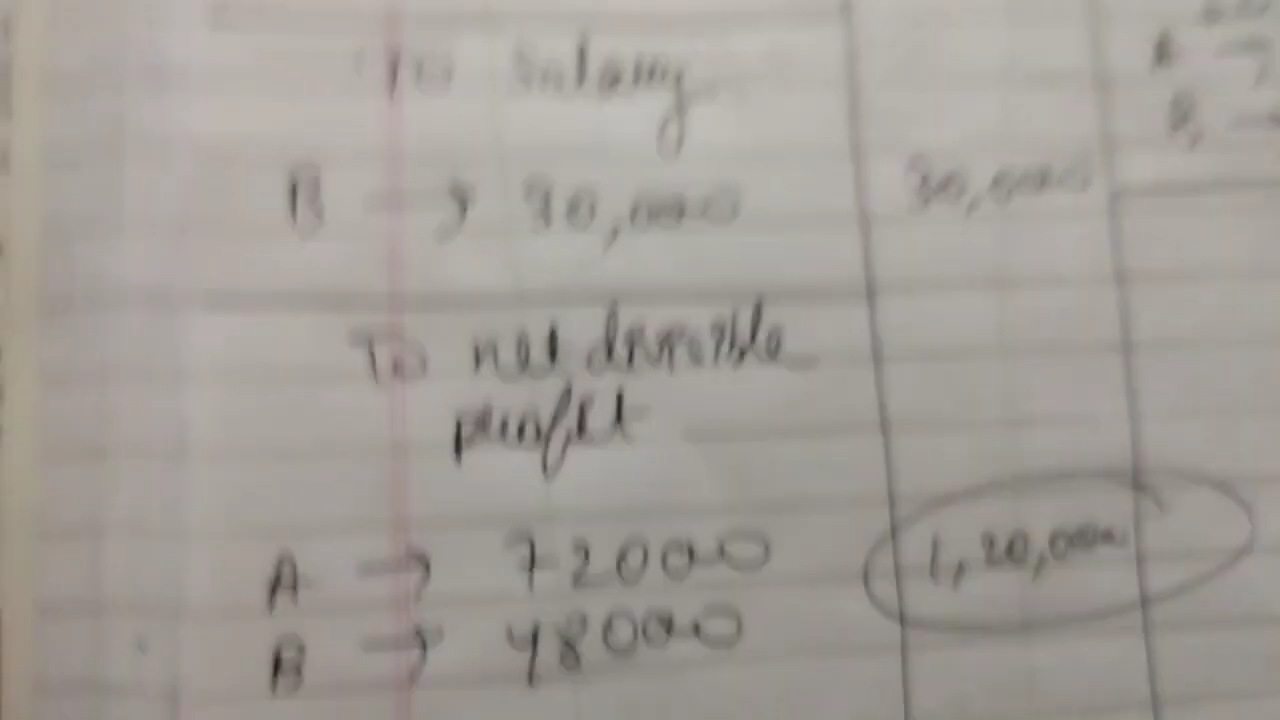 To Salary
B → 30,000 30,000
To net divisible
profit
A → 72000 1,20,000
B → 48000
A →
B →